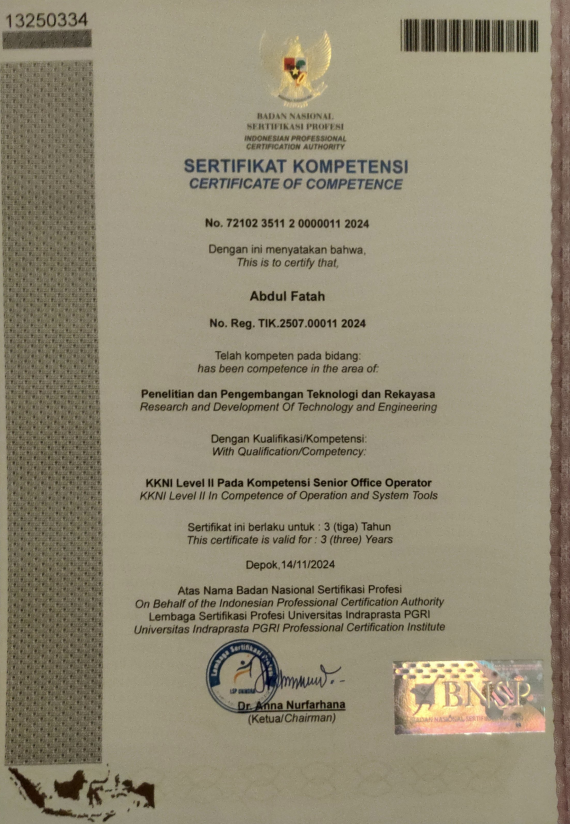 13250334
BADAN NASIONAL
SERTIFIKASI PROFESI
INDONESIAN PROFESSIONAL
CERTIFICATION AUTHORITY
SERTIFIKAT KOMPETENSI
CERTIFICATE OF COMPETENCE
No. 72102 3511 2 0000011 2024
Dengan ini menyatakan bahwa,
This is to certify that,
Abdul Fatah
No. Reg. TIK.2507.00011 2024
Telah kompeten pada bidang:
has been competence in the area of:
Penelitian dan Pengembangan Teknologi dan Rekayasa
Research and Development Of Technology and Engineering
Dengan Kualifikasi/Kompetensi:
With Qualification/Competency:
KKNI Level II Pada Kompetensi Senior Office Operator
KKNI Level II In Competence of Operation and System Tools
Sertifikat ini berlaku untuk : 3 (tiga) Tahun
This certificate is valid for : 3 (three) Years
Depok,14/11/2024
Atas Nama Badan Nasional Sertifikasi Profesi
On Behalf of the Indonesian Professional Certification Authority
Lembaga Sertifikasi Profesi Universitas Indraprasta PGRI
Universitas Indraprasta PGRI Professional Certification Institute
Lembaga Sertifikasi
Dr. Anna Nurfarhana
(Ketua/Chairman)
BNSP
BADAN NASIONAL SERTIFIKASI